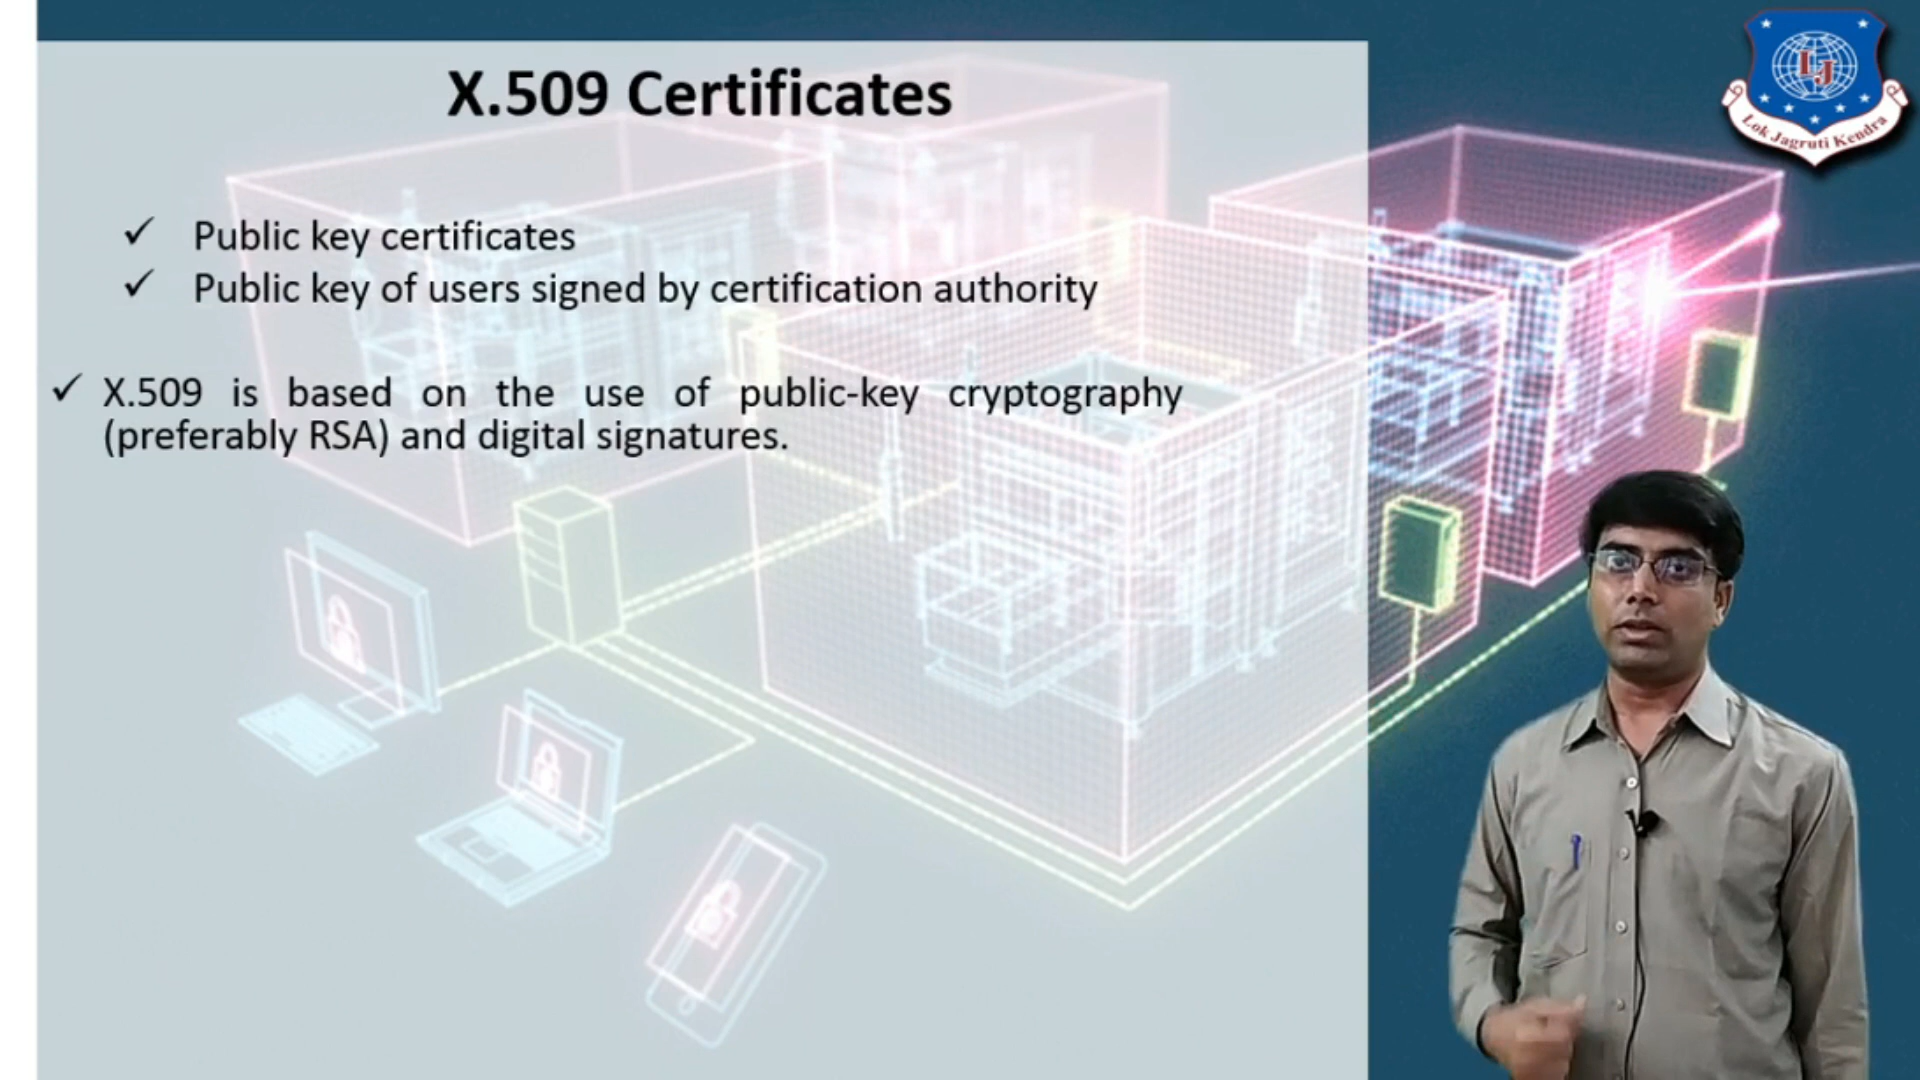 X.509 Certificates
✓ Public key certificates
✓ Public key of users signed by certification authority
✓ X.509 is based on the use of public-key cryptography
(preferably RSA) and digital signatures.
LJ
Lok Jagruti Kendra